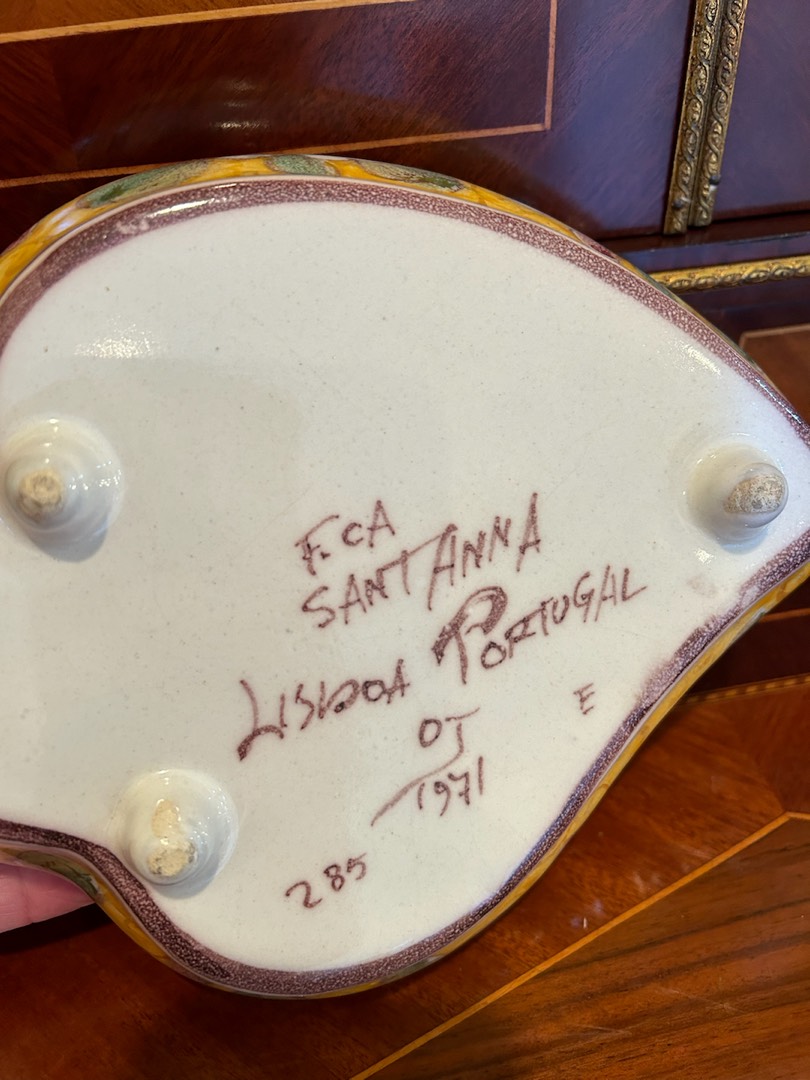 F.CA
SANT'ANNA
LISBOA PORTUGAL
OJ
E
1971
285